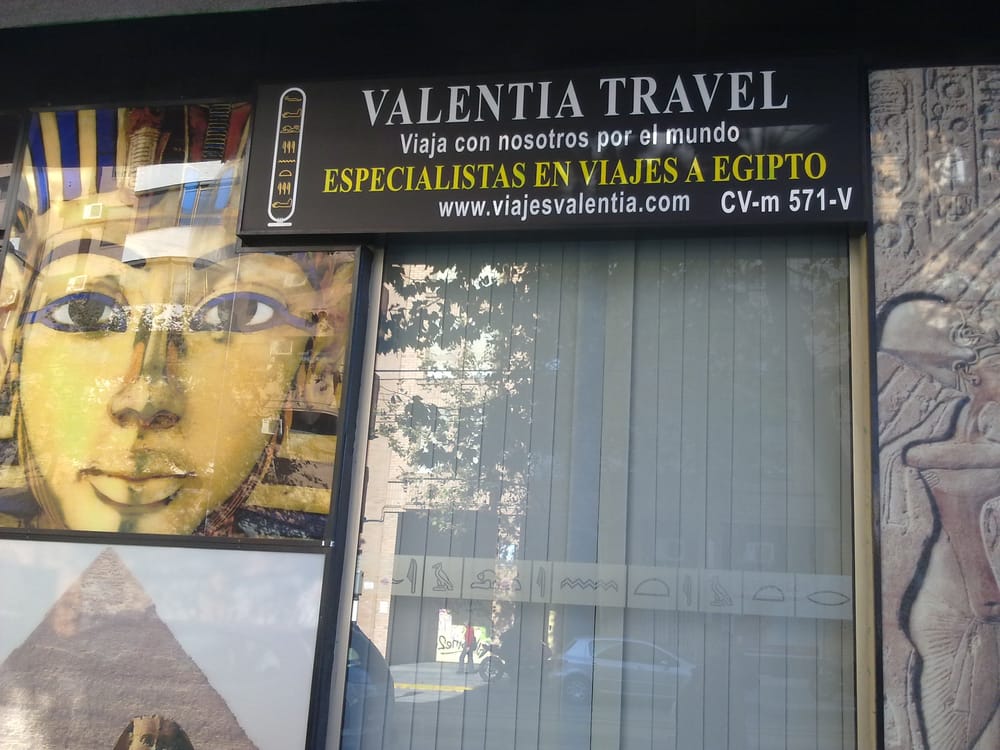 VALENTIA TRAVEL
Viaja con nosotros por el mundo
ESPECIALISTAS EN VIAJES A EGIPTO
www.viajesvalentia.com CV-m 571-V